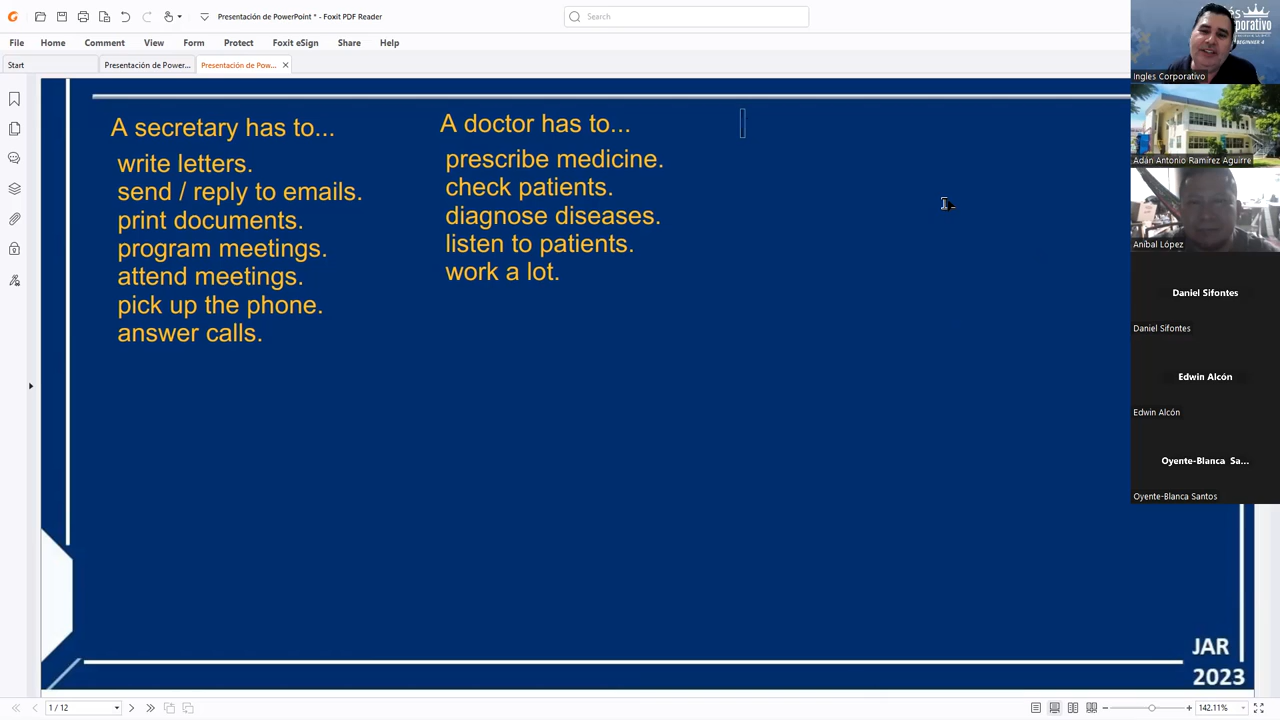 Presentación de PowerPoint * - Foxit PDF Reader
Search
File Home Comment View Form Protect Foxit eSign Share Help
Start
Presentación de Power...
Presentación de Pow...
A secretary has to...
write letters.
send / reply to emails.
print documents.
program meetings.
attend meetings.
pick up the phone.
answer calls.
A doctor has to...
prescribe medicine.
check patients.
diagnose diseases.
listen to patients.
work a lot.
BEGINNER 4
Ingles Corporativo
Adán Antonio Ramírez Aguirre
Aníbal López
Daniel Sifontes
Daniel Sifontes
Edwin Alcón
Edwin Alcón
Oyente-Blanca Sa...
Oyente-Blanca Santos
JAR
2023
1 / 12
142.11%